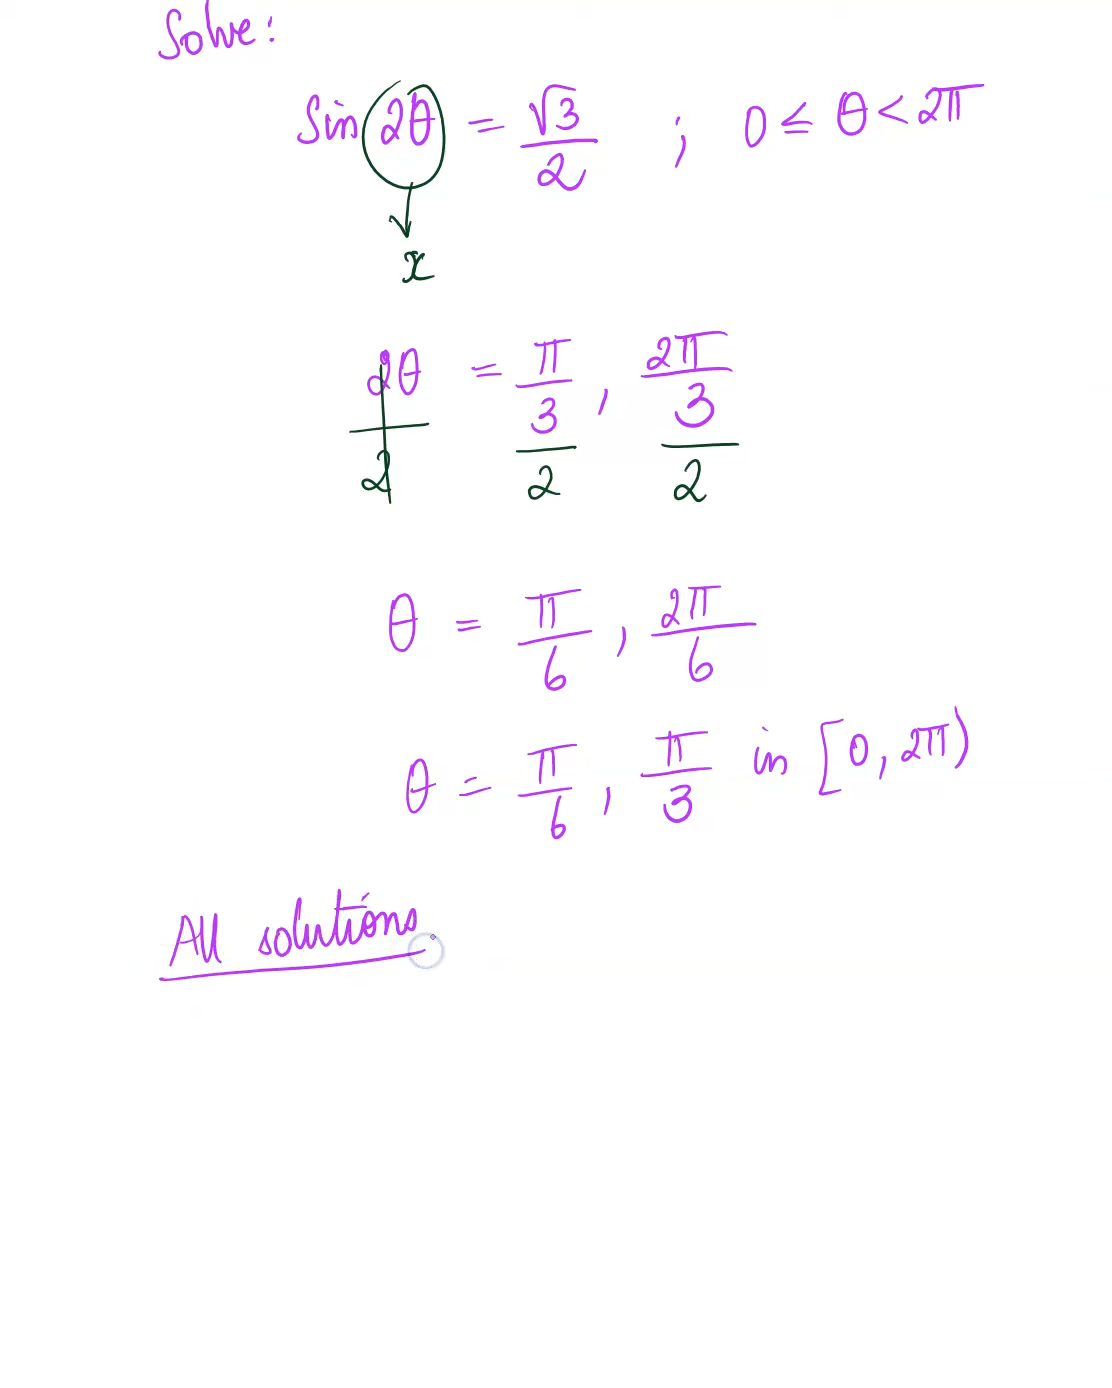 Solve:
Sin 2θ = √3/2 ; 0 ≤ θ < 2π
x
2θ/2 = π/3/2 , 2π/3/2
θ = π/6 , 2π/6
θ = π/6 , π/3 in [0, 2π)
All solutions